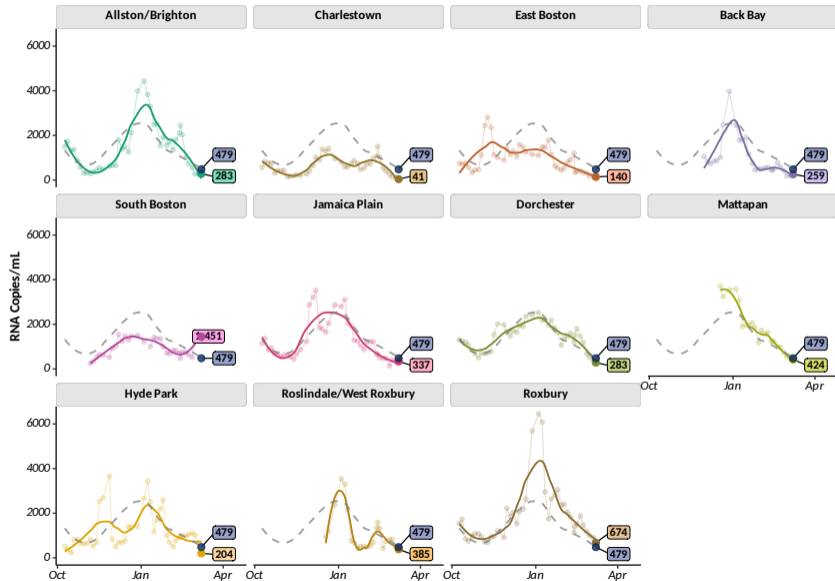 Allston/Brighton Charlestown East Boston Back Bay
6000
4000
2000
0
479 479 479 479
283 41 140 259
South Boston Jamaica Plain Dorchester Mattapan
RNA Copies/mL
6000
4000
2000
0
479 479 479 479
337 283 424
Oct Jan Apr
Hyde Park Roslindale/West Roxbury Roxbury
6000
4000
2000
0
479 479 674
204 385 479
Oct Jan Apr Oct Jan Apr Oct Jan Apr